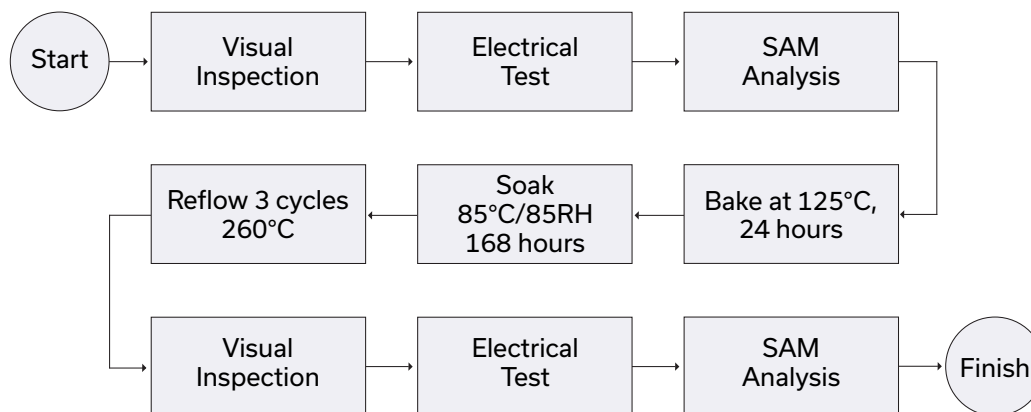 Start
Visual
Inspection
Electrical
Test
SAM
Analysis
Bake at 125°C,
24 hours
Soak
85°C/85RH
168 hours
Reflow 3 cycles
260°C
Visual
Inspection
Electrical
Test
SAM
Analysis
Finish